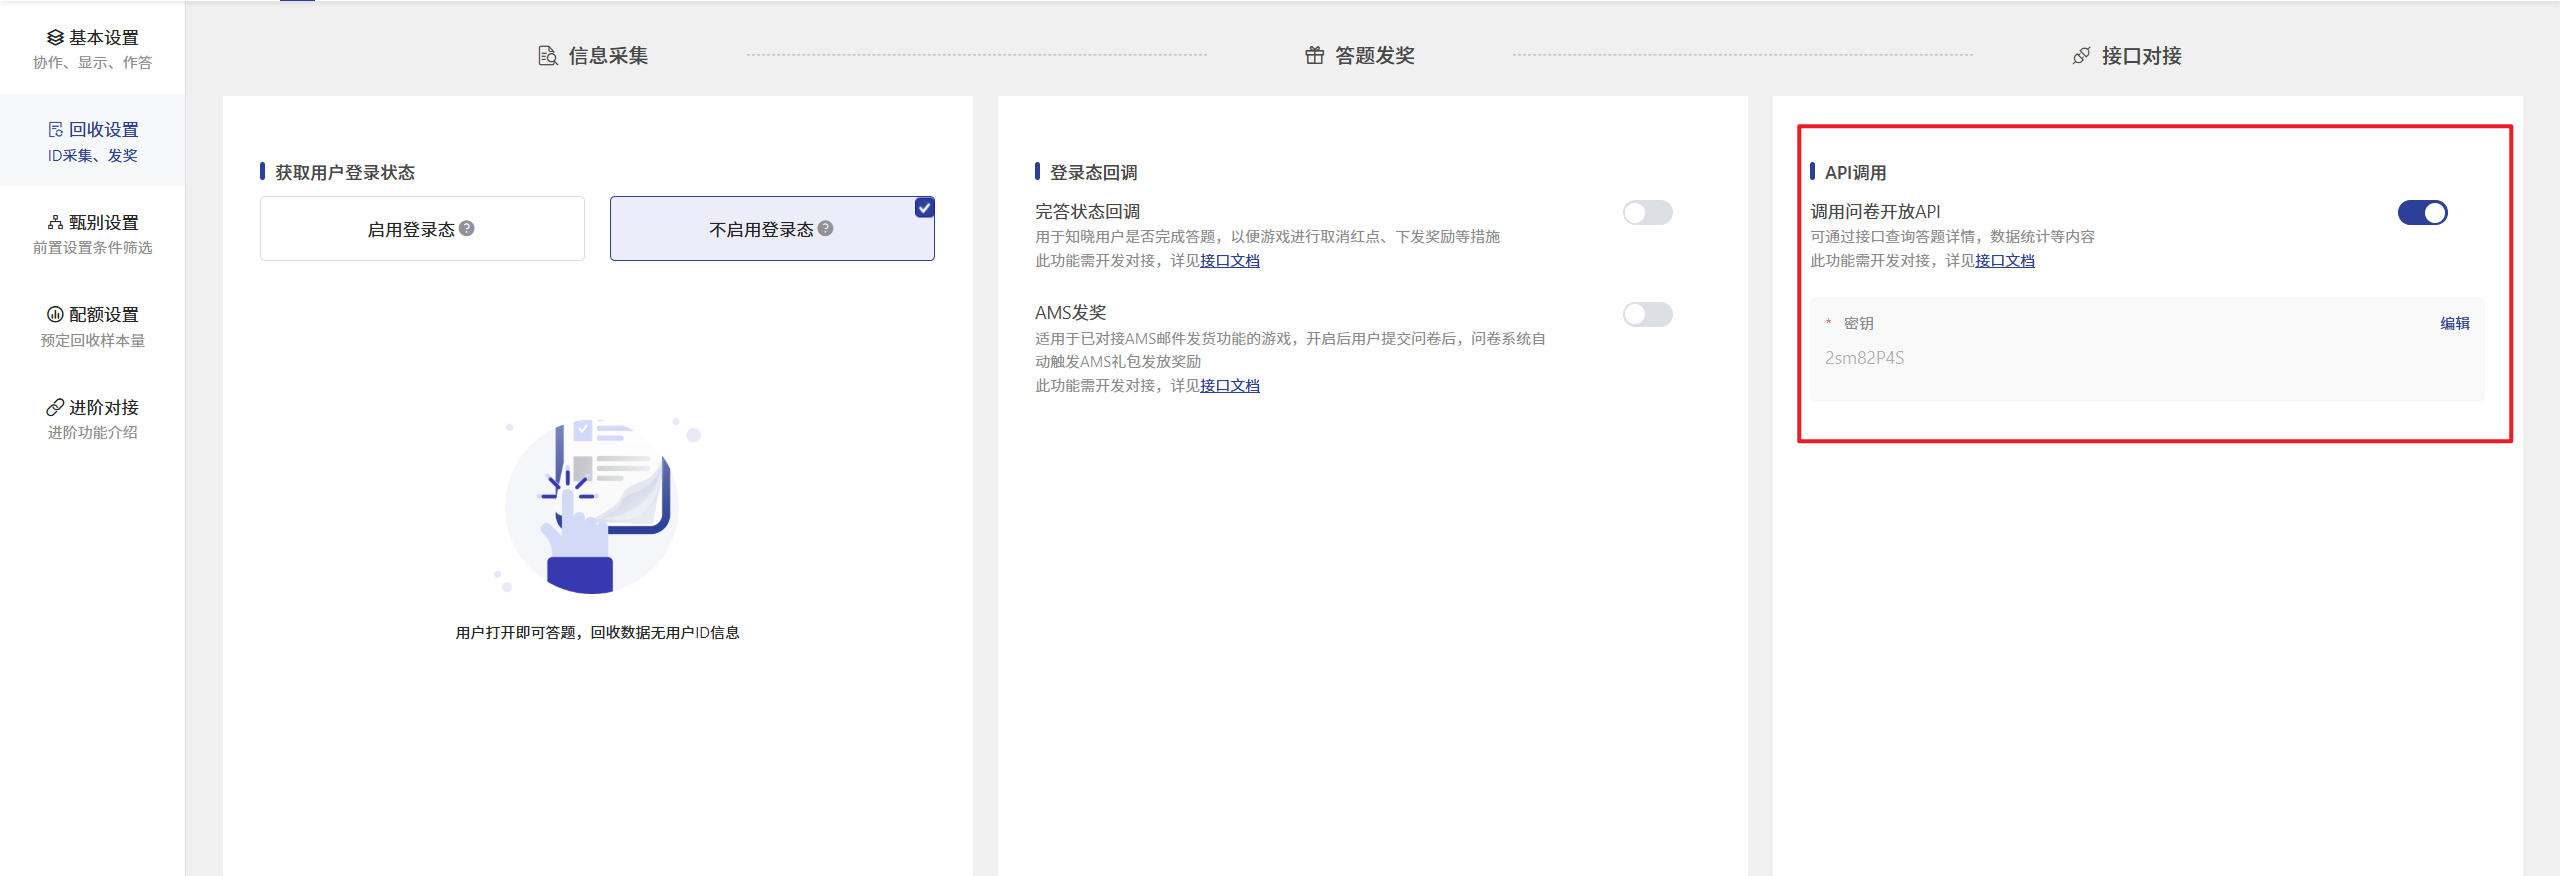 基本设置
协作、显示、作答
回收设置
ID采集、发奖
甄别设置
前置设置条件筛选
配额设置
预定回收样本量
进阶对接
进阶功能介绍
信息采集
答题发奖
接口对接
获取用户登录状态
启用登录态
不启用登录态
用户打开即可答题，回收数据无用户ID信息
登录态回调
完答状态回调
用于知晓用户是否完成答题，以便游戏进行取消红点、下发奖励等措施
此功能需开发对接，详见接口文档
AMS发奖
适用于已对接AMS邮件发货功能的游戏，开启后用户提交问卷后，问卷系统自
动触发AMS礼包发放奖励
此功能需开发对接，详见接口文档
API调用
调用问卷开放API
可通过接口查询答题详情，数据统计等内容
此功能需开发对接，详见接口文档
* 密钥
编辑
2sm82P4S